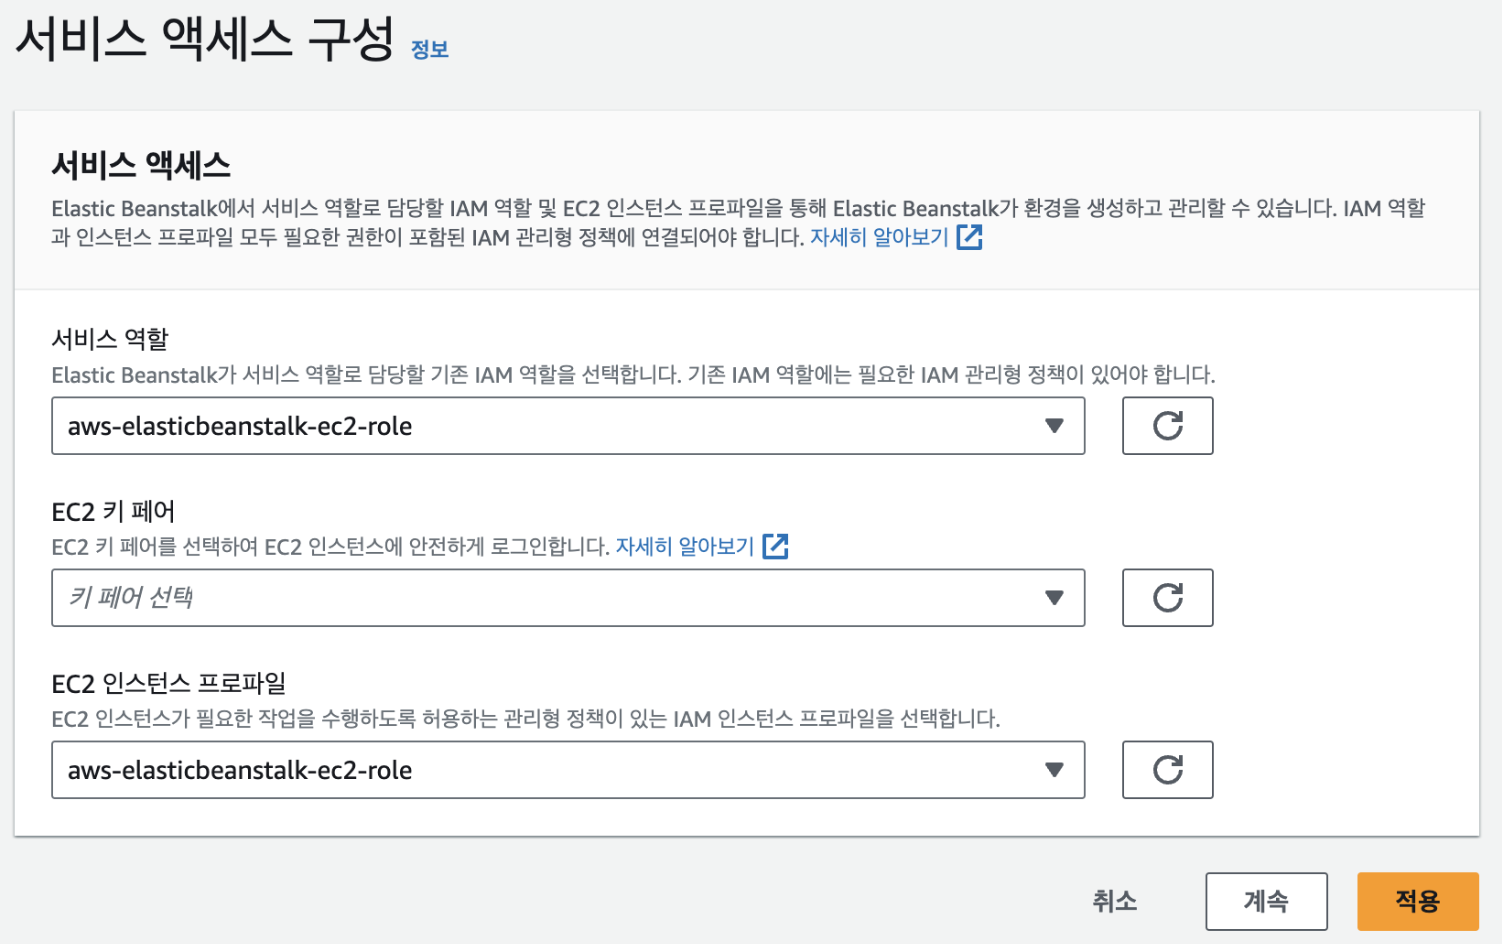 서비스 액세스 구성 정보
서비스 액세스
Elastic Beanstalk에서 서비스 역할로 담당할 IAM 역할 및 EC2 인스턴스 프로파일을 통해 Elastic Beanstalk가 환경을 생성하고 관리할 수 있습니다. IAM 역할
과 인스턴스 프로파일 모두 필요한 권한이 포함된 IAM 관리형 정책에 연결되어야 합니다. 자세히 알아보기
서비스 역할
Elastic Beanstalk가 서비스 역할로 담당할 기존 IAM 역할을 선택합니다. 기존 IAM 역할에는 필요한 IAM 관리형 정책이 있어야 합니다.
aws-elasticbeanstalk-ec2-role
EC2 키 페어
EC2 키 페어를 선택하여 EC2 인스턴스에 안전하게 로그인합니다. 자세히 알아보기
키 페어 선택
EC2 인스턴스 프로파일
EC2 인스턴스가 필요한 작업을 수행하도록 허용하는 관리형 정책이 있는 IAM 인스턴스 프로파일을 선택합니다.
aws-elasticbeanstalk-ec2-role
취소 계속 적용